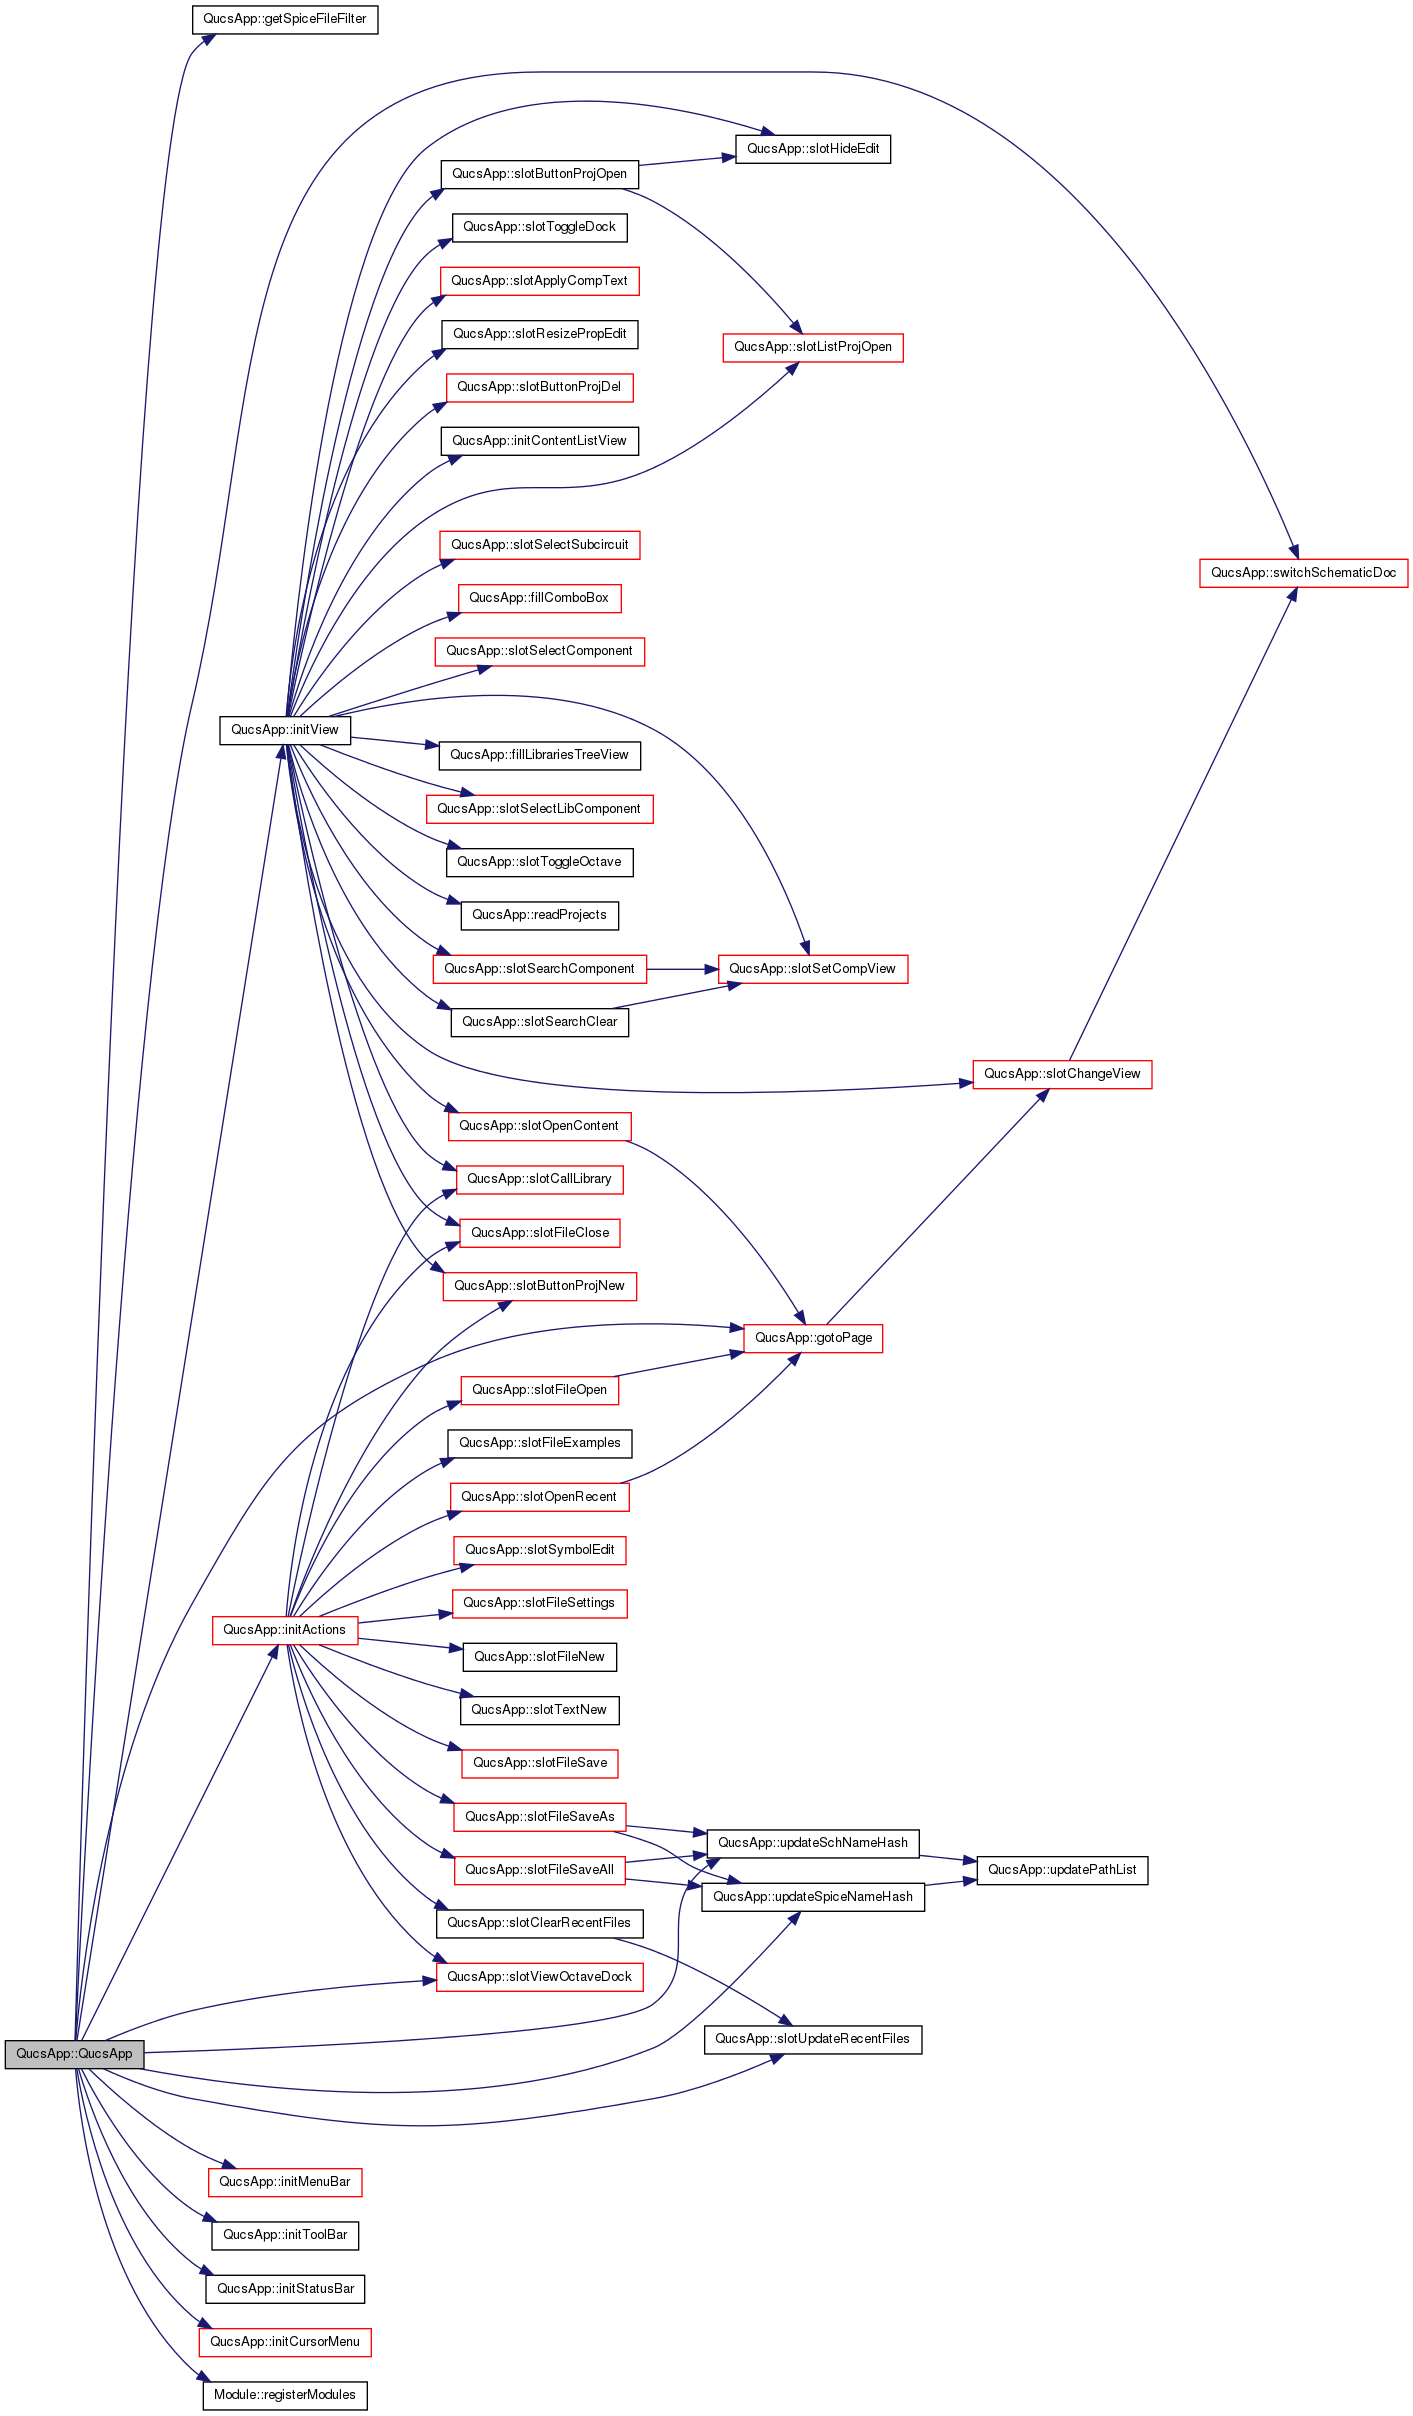 QucsApp::getSpiceFileFilter
QucsApp::slotHideEdit
QucsApp::slotButtonProjOpen
QucsApp::slotToggleDock
QucsApp::slotApplyCompText
QucsApp::slotResizePropEdit
QucsApp::slotListProjOpen
QucsApp::slotButtonProjDel
QucsApp::initContentListView
QucsApp::slotSelectSubcircuit
QucsApp::switchSchematicDoc
QucsApp::fillComboBox
QucsApp::slotSelectComponent
QucsApp::initView
QucsApp::fillLibrariesTreeView
QucsApp::slotSelectLibComponent
QucsApp::slotToggleOctave
QucsApp::readProjects
QucsApp::slotSearchComponent
QucsApp::slotSetCompView
QucsApp::slotSearchClear
QucsApp::slotChangeView
QucsApp::slotOpenContent
QucsApp::slotCallLibrary
QucsApp::slotFileClose
QucsApp::slotButtonProjNew
QucsApp::gotoPage
QucsApp::slotFileOpen
QucsApp::slotFileExamples
QucsApp::slotOpenRecent
QucsApp::slotSymbolEdit
QucsApp::slotFileSettings
QucsApp::initActions
QucsApp::slotFileNew
QucsApp::slotTextNew
QucsApp::slotFileSave
QucsApp::slotFileSaveAs
QucsApp::updateSchNameHash
QucsApp::slotFileSaveAll
QucsApp::updatePathList
QucsApp::updateSpiceNameHash
QucsApp::slotClearRecentFiles
QucsApp::slotViewOctaveDock
QucsApp::slotUpdateRecentFiles
QucsApp::QucsApp
QucsApp::initMenuBar
QucsApp::initToolBar
QucsApp::initStatusBar
QucsApp::initCursorMenu
Module::registerModules